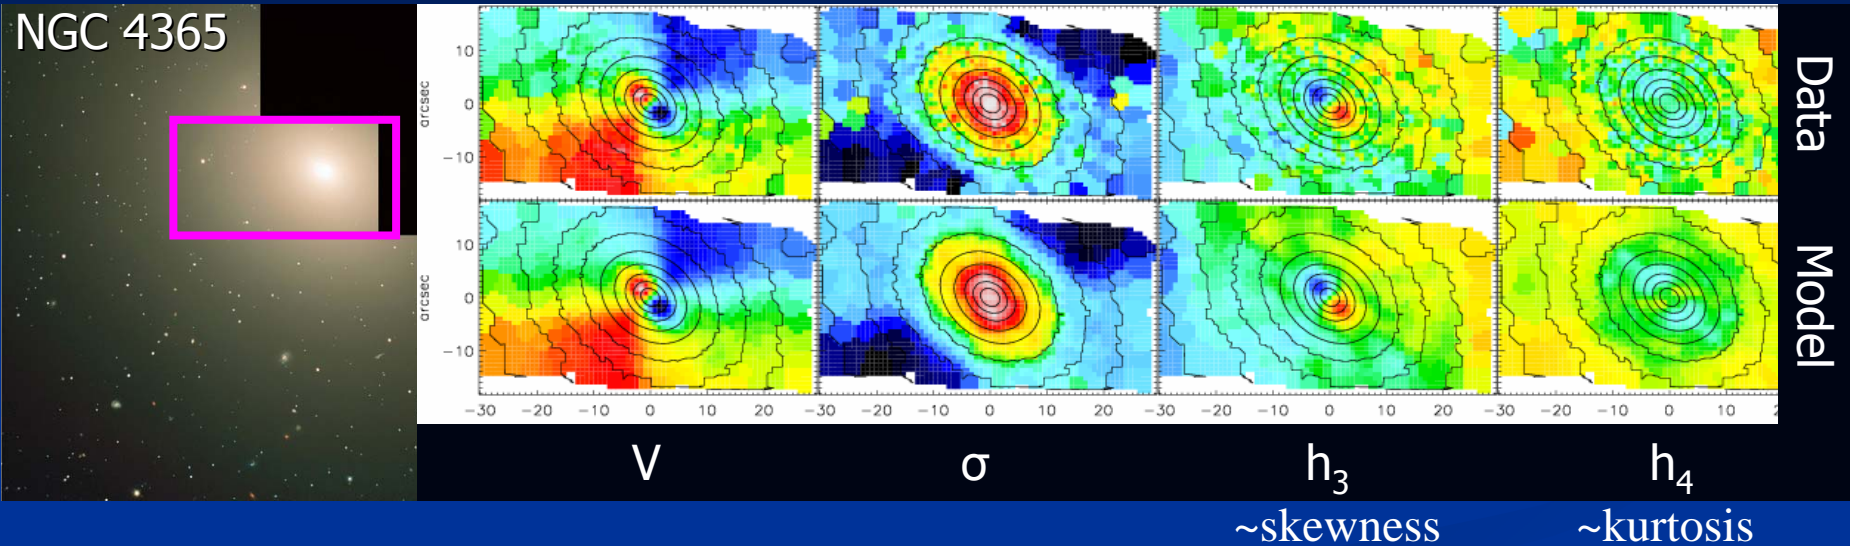 NGC 4365
arcsec
10
0
−10
arcsec
10
0
−10
−30 −20 −10 0 10 20 −30 −20 −10 0 10 20 −30 −20 −10 0 10 20 −30 −20 −10 0 10
Data
Model
V σ h₃ h₄
~skewness ~kurtosis